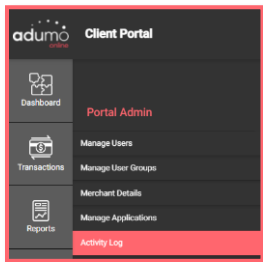 adumo
online
Client Portal
Dashboard
Transactions
Reports
Portal Admin
Manage Users
Manage User Groups
Merchant Details
Manage Applications
Activity Log